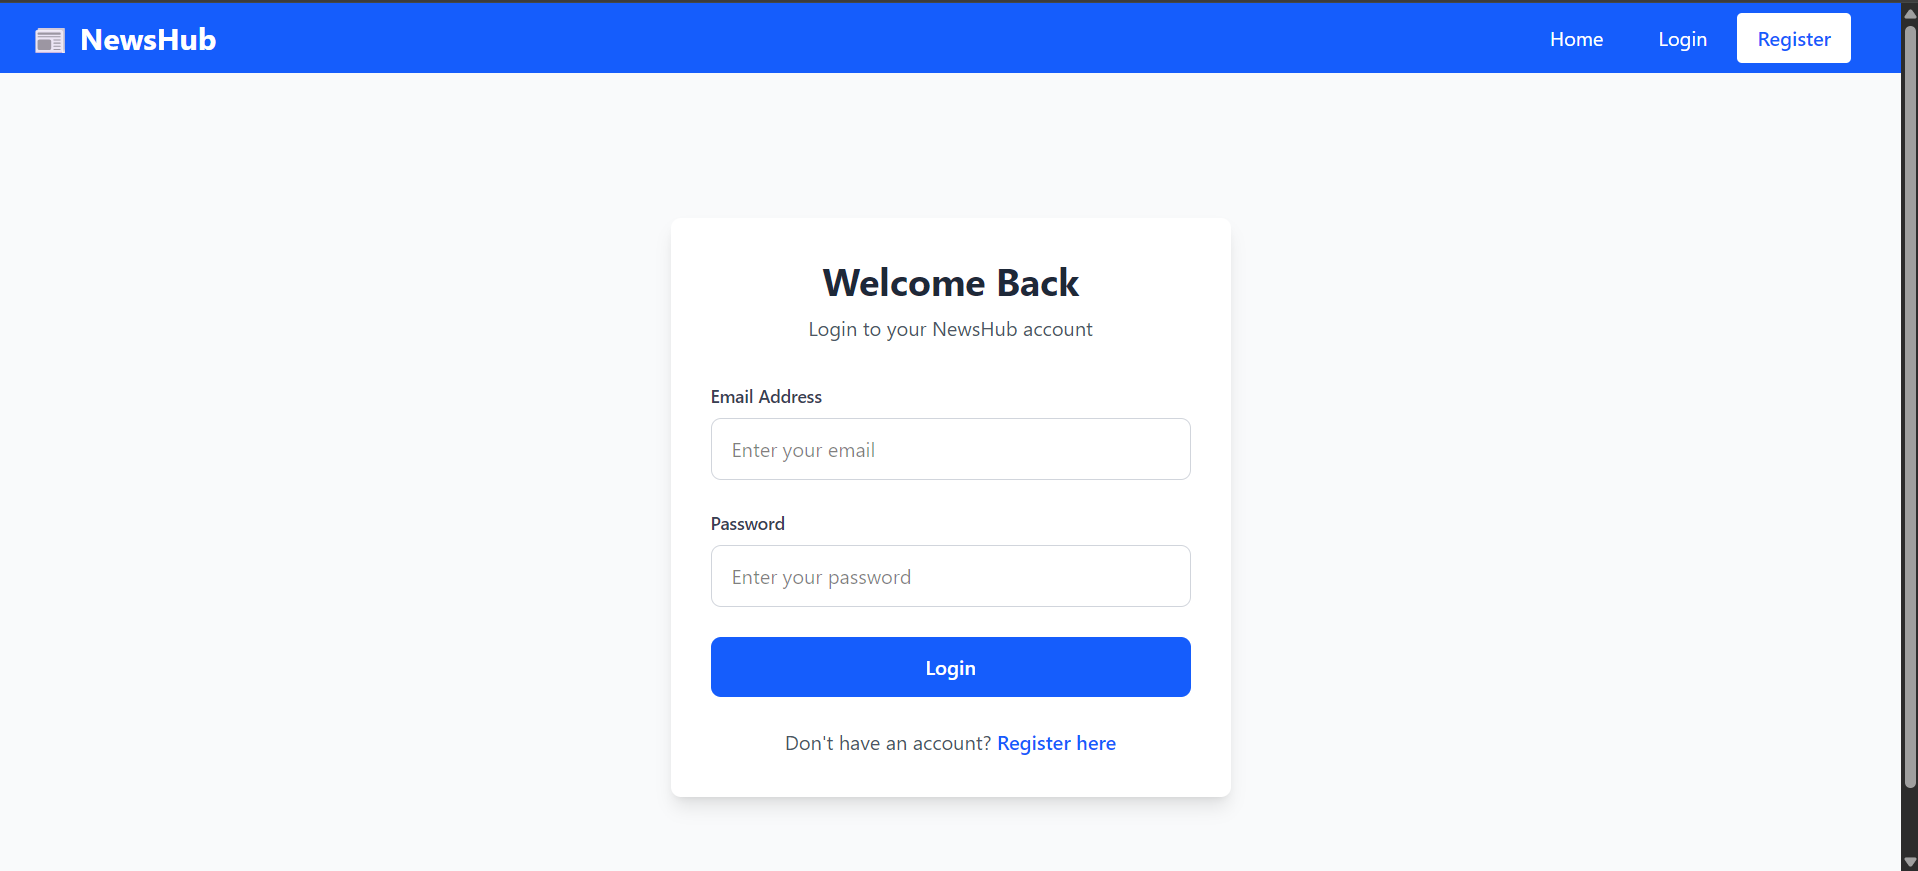 NewsHub
Home Login Register
Welcome Back
Login to your NewsHub account
Email Address
Enter your email
Password
Enter your password
Login
Don't have an account? Register here